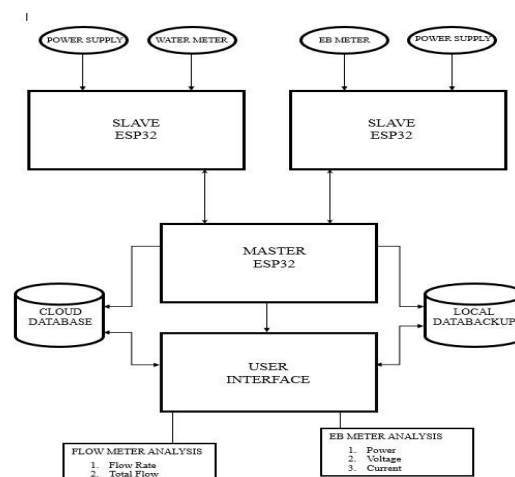 POWER SUPPLY
WATER METER
EB METER
POWER SUPPLY
SLAVE
ESP32
SLAVE
ESP32
MASTER
ESP32
CLOUD
DATABASE
LOCAL
DATABACKUP
USER
INTERFACE
FLOW METER ANALYSIS
1. Flow Rate
2. Total Flow
EB METER ANALYSIS
1. Power
2. Voltage
3. Current